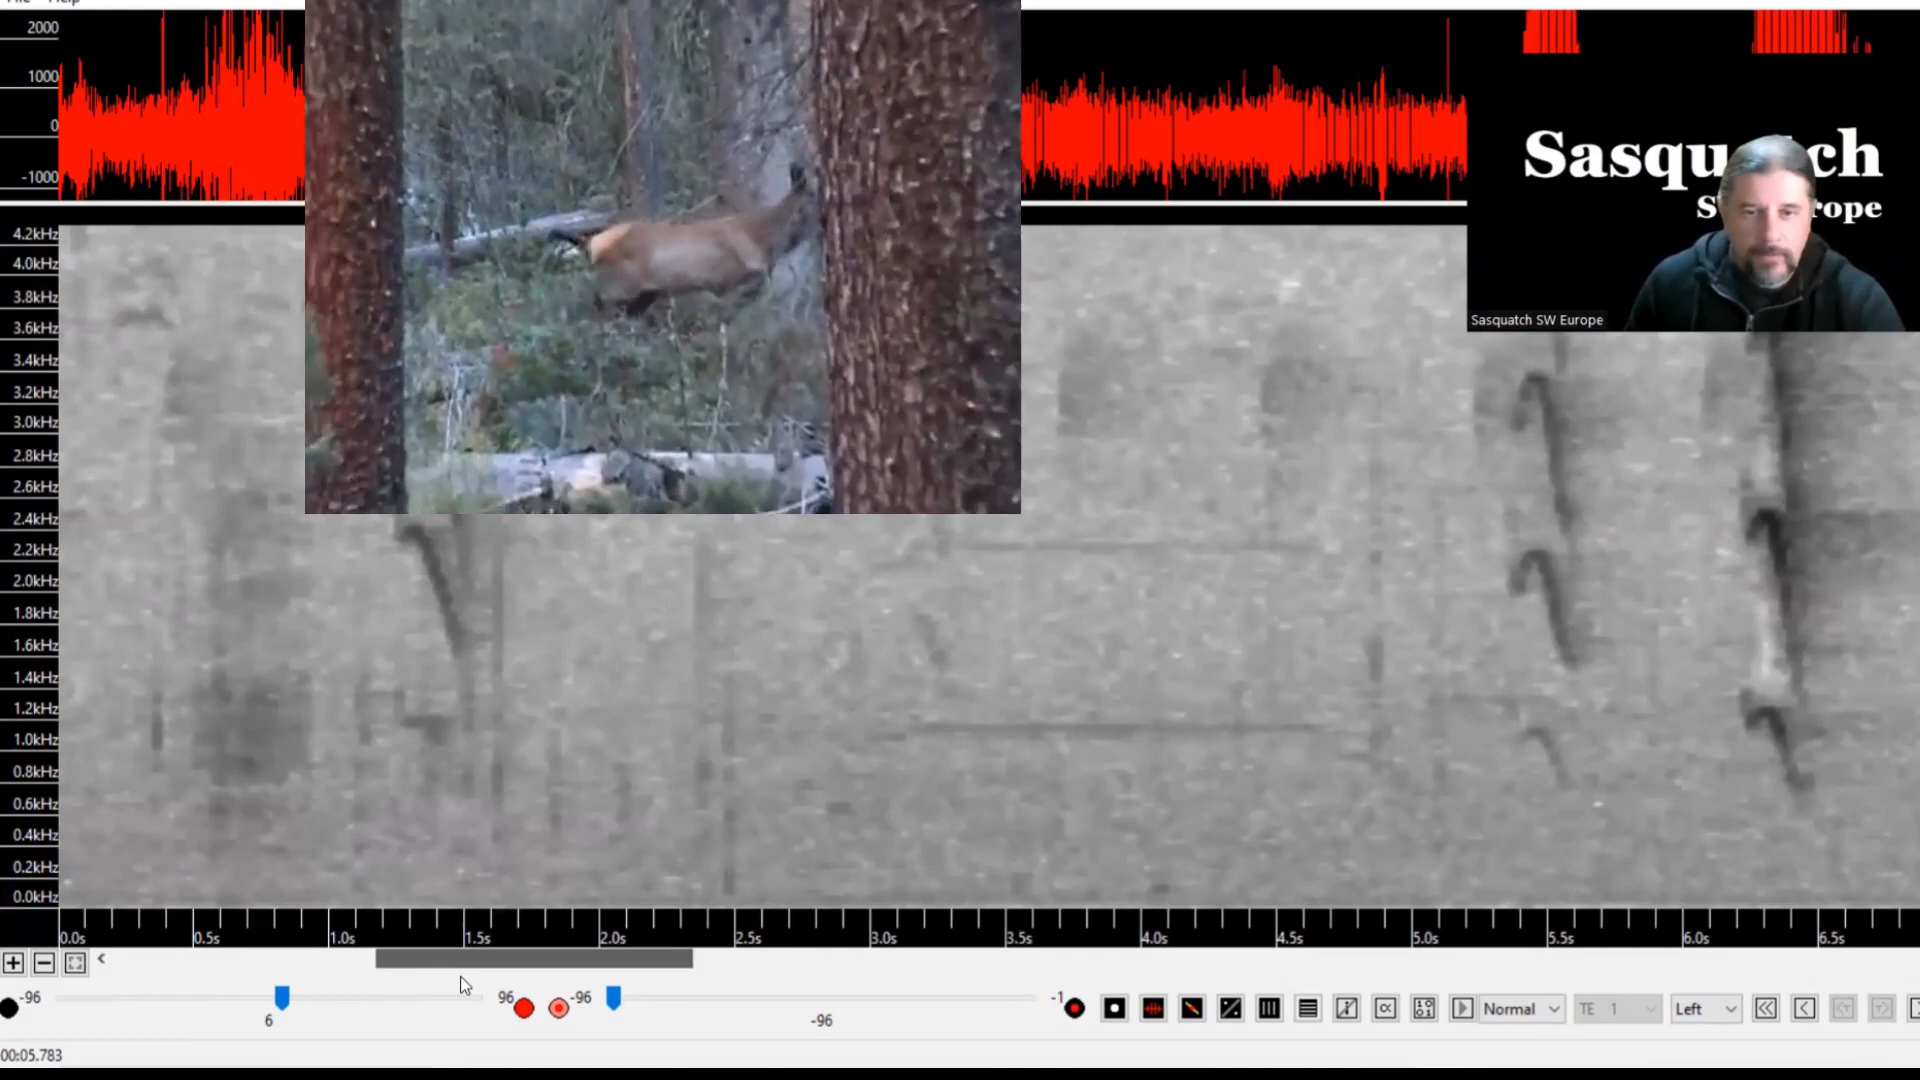 2000
1000
0
-1000
Sasqu ch
S rope
Sasquatch SW Europe
4.2kHz
4.0kHz
3.8kHz
3.6kHz
3.4kHz
3.2kHz
3.0kHz
2.8kHz
2.6kHz
2.4kHz
2.2kHz
2.0kHz
1.8kHz
1.6kHz
1.4kHz
1.2kHz
1.0kHz
0.8kHz
0.6kHz
0.4kHz
0.2kHz
0.0kHz
0.0s 0.5s 1.0s 1.5s 2.0s 2.5s 3.0s 3.5s 4.0s 4.5s 5.0s 5.5s 6.0s 6.5s
-96 96 -96 -1
6 -96
Normal TE 1 Left
00:05.783